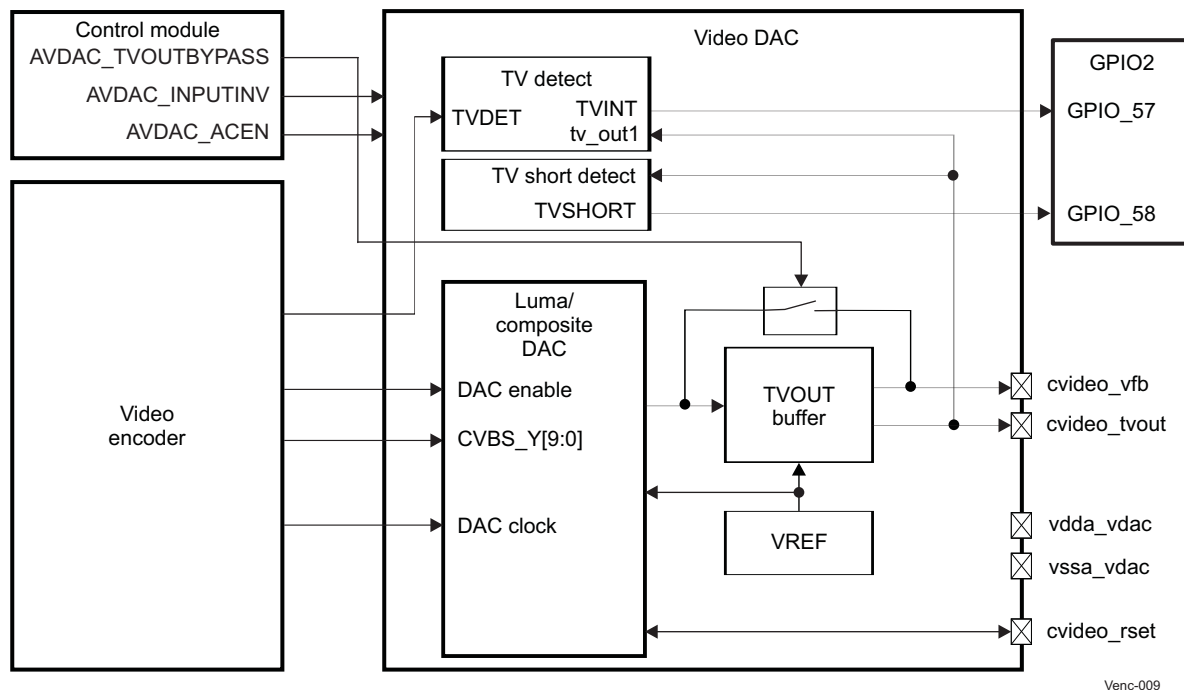 Control module
AVDAC_TVOUTBYPASS
AVDAC_INPUTINV
AVDAC_ACEN
Video DAC
TV detect
TVDET
TVINT
tv_out1
TV short detect
TVSHORT
GPIO2
GPIO_57
GPIO_58
Video
encoder
Luma/
composite
DAC
DAC enable
CVBS_Y[9:0]
DAC clock
TVOUT
buffer
VREF
cvideo_vfb
cvideo_tvout
vdda_vdac
vssa_vdac
cvideo_rset
Venc-009